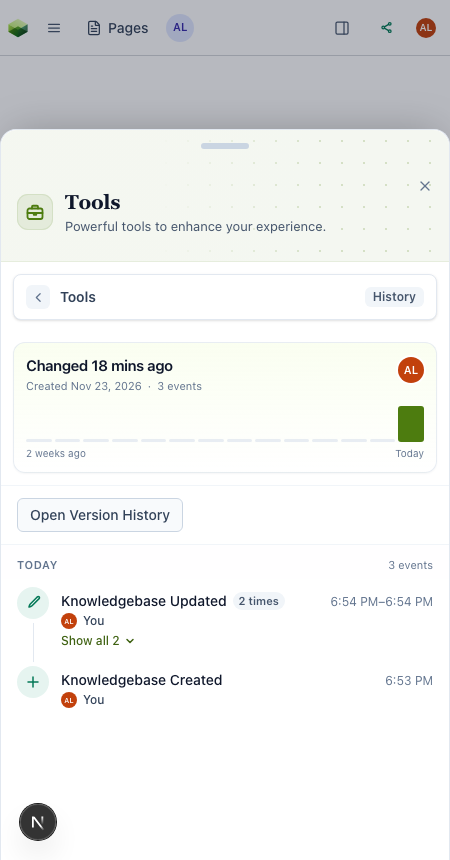 Pages
AL
AL
Tools
Powerful tools to enhance your experience.
Tools
History
Changed 18 mins ago
AL
Created Nov 23, 2026 · 3 events
2 weeks ago
Today
Open Version History
TODAY
3 events
Knowledgebase Updated
2 times
6:54 PM–6:54 PM
AL
You
Show all 2
Knowledgebase Created
6:53 PM
AL
You
N